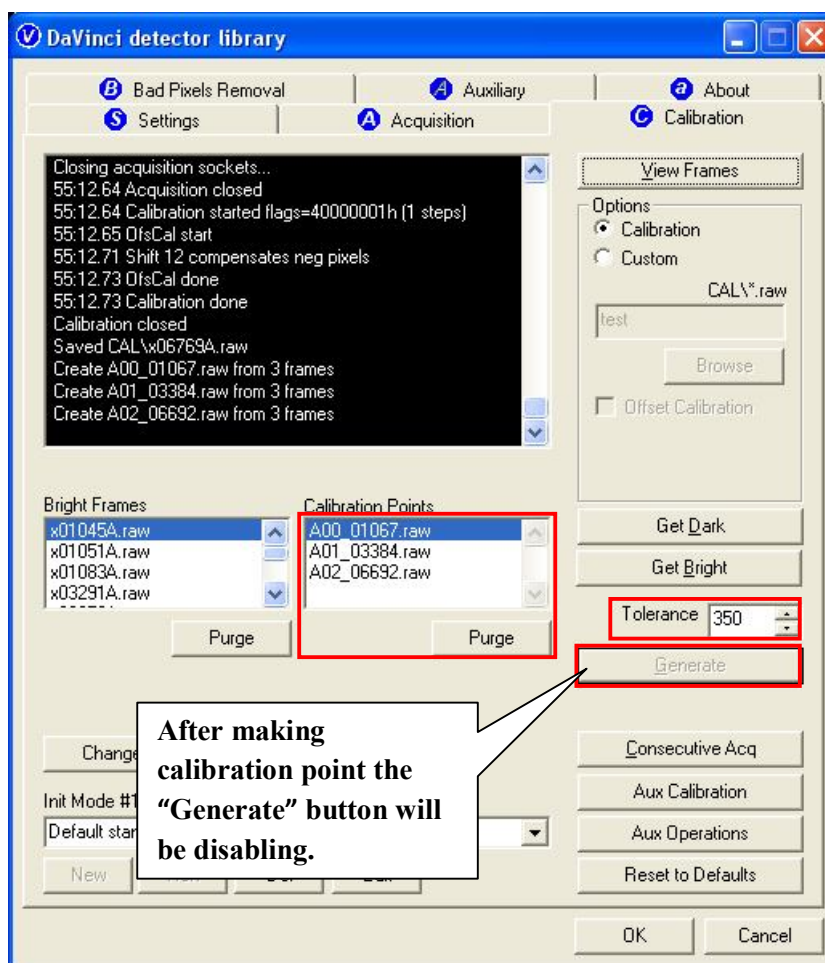 DaVinci detector library
Bad Pixels Removal
Auxiliary
About
Settings
Acquisition
Calibration
Closing acquisition sockets...
55:12.64 Acquisition closed
55:12.64 Calibration started flags=40000001h (1 steps)
55:12.65 OfsCal start
55:12.71 Shift 12 compensates neg pixels
55:12.73 OfsCal done
55:12.73 Calibration done
Calibration closed
Saved CAL\x06769A.raw
Create A00_01067.raw from 3 frames
Create A01_03384.raw from 3 frames
Create A02_06692.raw from 3 frames
View Frames
Options
Calibration
Custom
CAL\*.raw
test
Browse
Offset Calibration
Bright Frames
x01045A.raw
x01051A.raw
x01083A.raw
x03291A.raw
Purge
Calibration Points
A00_01067.raw
A01_03384.raw
A02_06692.raw
Purge
Get Dark
Get Bright
Tolerance 350
Generate
After making
calibration point the
“Generate” button will
be disabling.
Change
Init Mode #1
Default star
New
Consecutive Acq
Aux Calibration
Aux Operations
Reset to Defaults
OK
Cancel